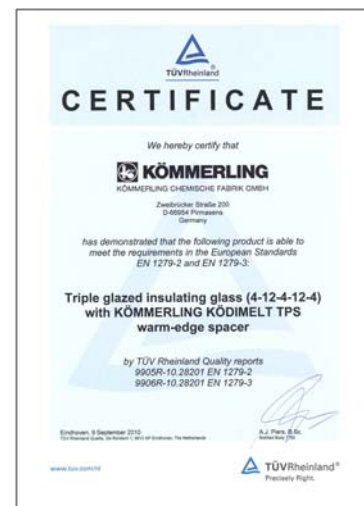 TÜVRheinland
CERTIFICATE
We hereby certify that
KÖMMERLING
KÖMMERLING CHEMISCHE FABRIK GMBH
Zweibrücker Straße 200
D-66954 Pirmasens
Germany
has demonstrated that the following product is able to
meet the requirements in the European Standards
EN 1279-2 and EN 1279-3:
Triple glazed insulating glass (4-12-4-12-4)
with KÖMMERLING KÖDIMELT TPS
warm-edge spacer
by TÜV Rheinland Quality reports
9905R-10.28201 EN 1279-2
9906R-10.28201 EN 1279-3
Eindhoven, 9 September 2010
A.J. Piers, B.Sc.
TÜVRheinland®
www.tuv.com/nl
Precisely Right.